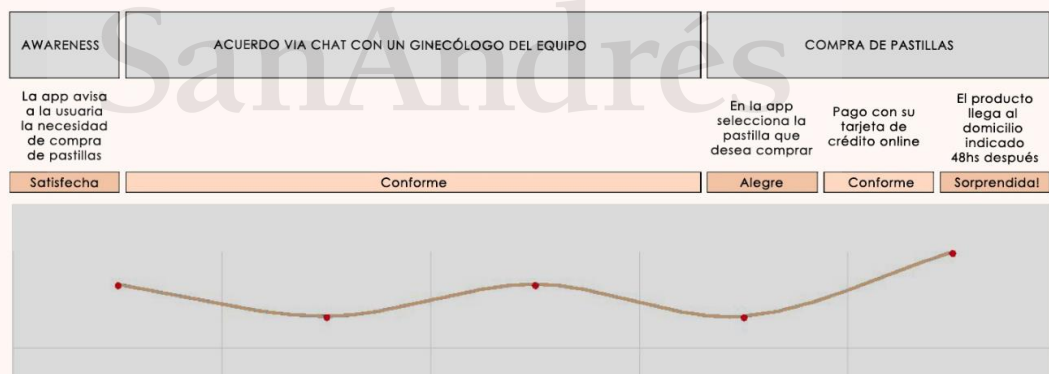 SanAndrés
AWARENESS
ACUERDO VIA CHAT CON UN GINECÓLOGO DEL EQUIPO
COMPRA DE PASTILLAS
La app avisa
a la usuaria
la necesidad
de compra
de pastillas
En la app
selecciona la
pastilla que
desea comprar
Pago con su
tarjeta de
crédito online
El producto
llega al
domicilio
indicado
48hs después
Satisfecha
Conforme
Alegre
Conforme
Sorprendida!